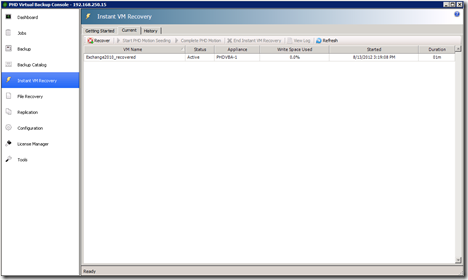 PHD Virtual Backup Console - 192.168.250.15
Dashboard
Jobs
Backup
Backup Catalog
Instant VM Recovery
File Recovery
Replication
Configuration
License Manager
Tools
Instant VM Recovery
Getting Started Current History
Recover Start PHD Motion Seeding Complete PHD Motion End Instant VM Recovery View Log Refresh
VM Name Status Appliance Write Space Used Started Duration
Exchange2010_recovered Active PHDVBA-1 0.0% 8/13/2012 3:19:08 PM 01m
Ready